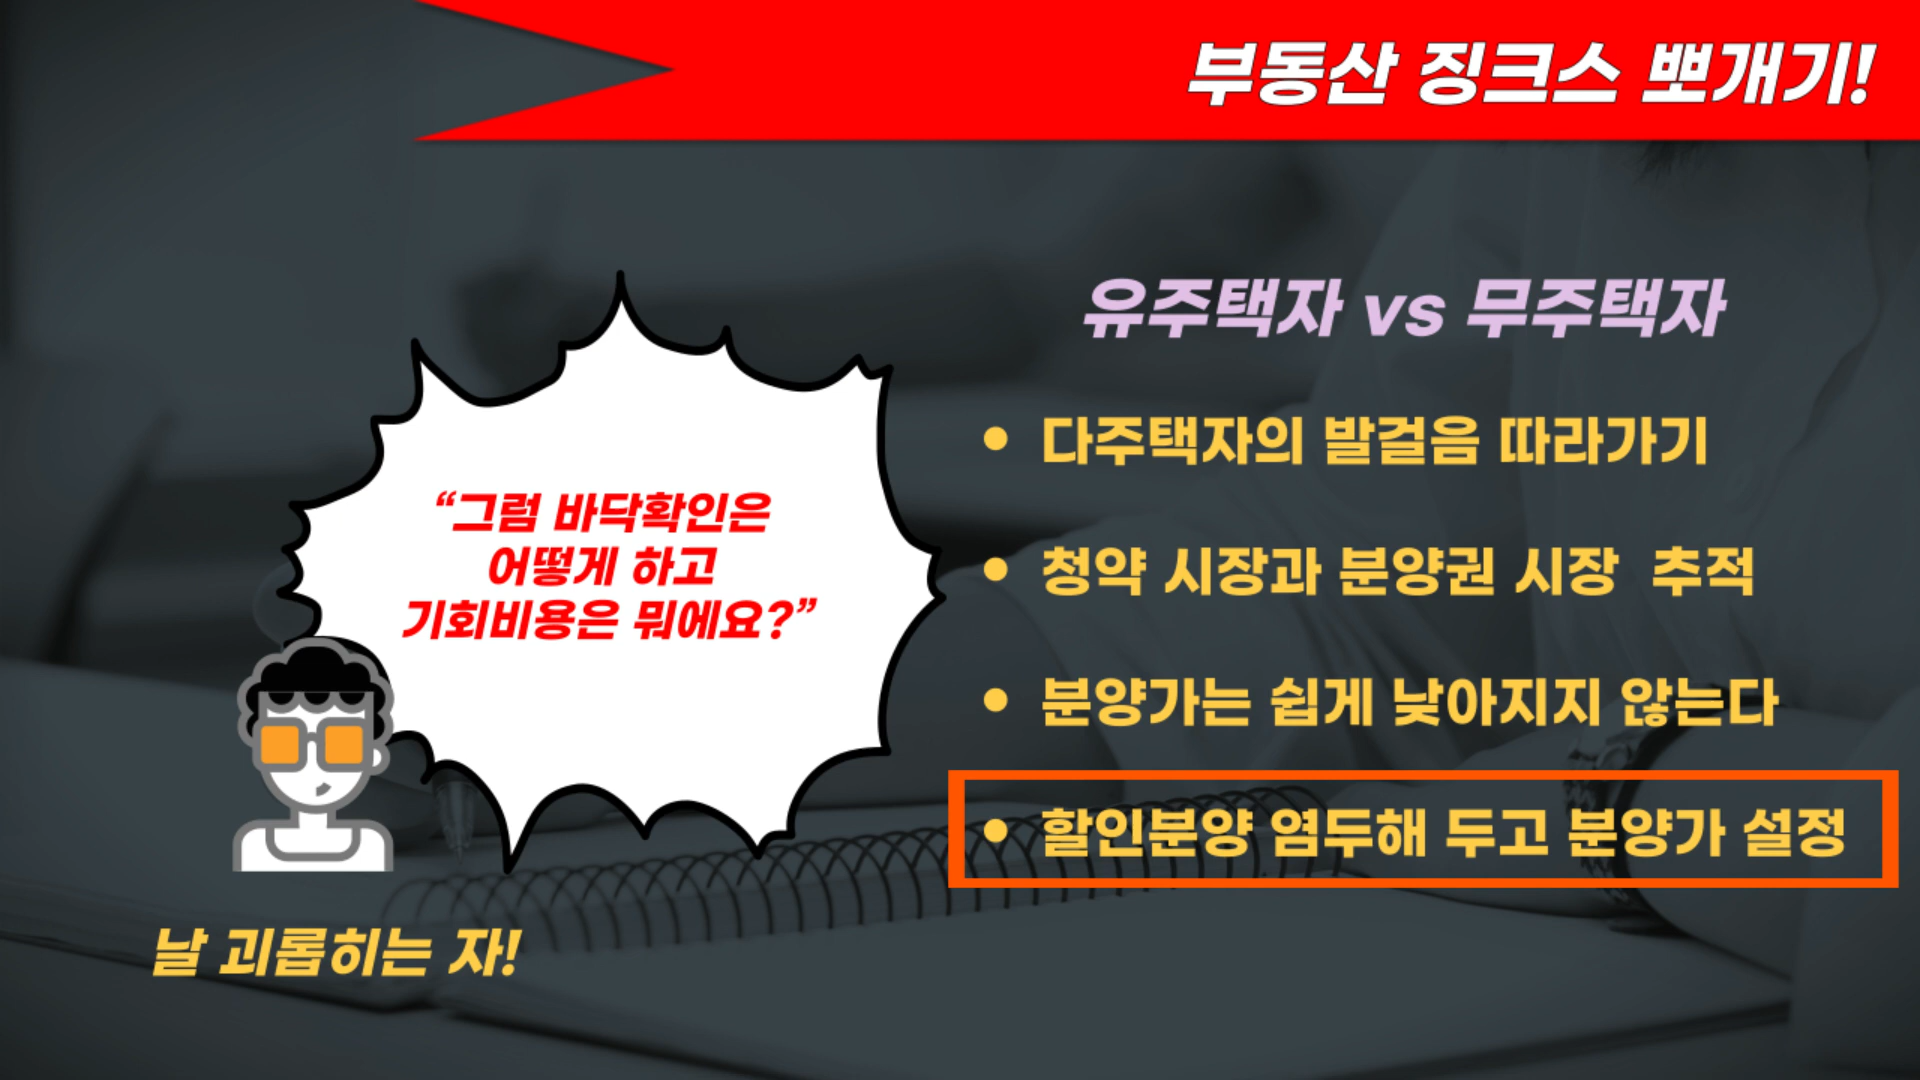 부동산 징크스 뽀개기!
“그럼 바닥확인은
어떻게 하고
기회비용은 뭐에요?”
날 괴롭히는 자!
유주택자 vs 무주택자
• 다주택자의 발걸음 따라가기
• 청약 시장과 분양권 시장 추적
• 분양가는 쉽게 낮아지지 않는다
• 할인분양 염두해 두고 분양가 설정